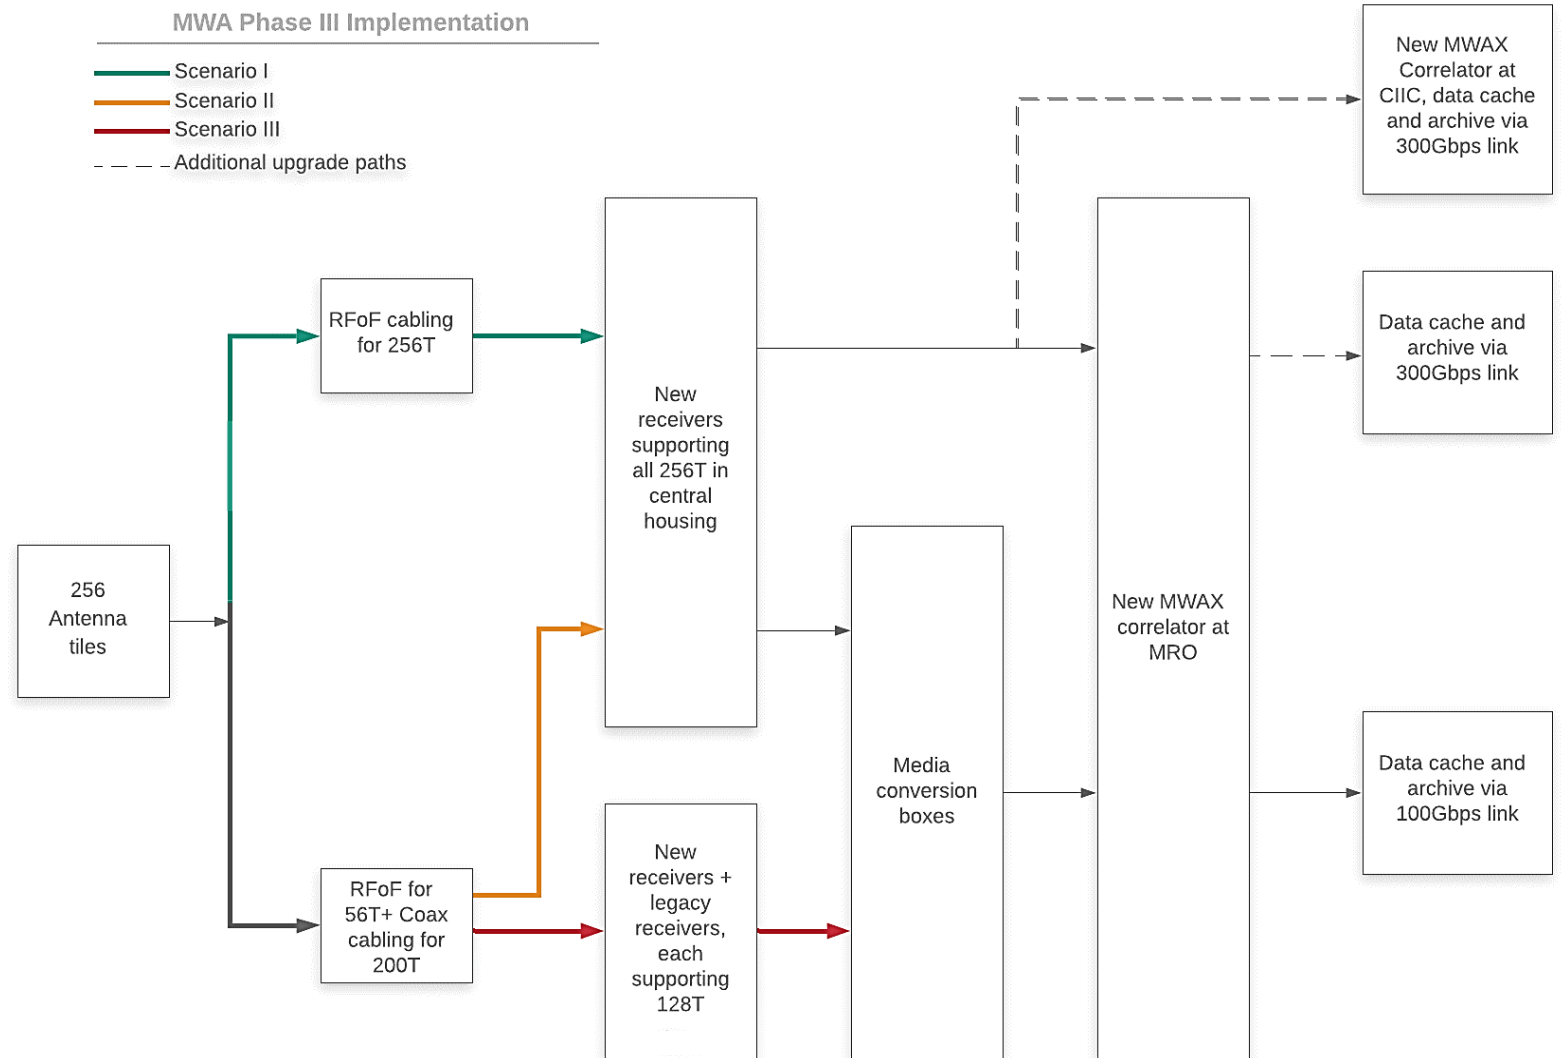 MWA Phase III Implementation
Scenario I
Scenario II
Scenario III
Additional upgrade paths
New MWAX
Correlator at
CIIC, data cache
and archive via
300Gbps link
RFoF cabling
for 256T
New
receivers
supporting
all 256T in
central
housing
Data cache and
archive via
300Gbps link
256
Antenna
tiles
New MWAX
correlator at
MRO
Media
conversion
boxes
Data cache and
archive via
100Gbps link
RFoF for
56T+ Coax
cabling for
200T
New
receivers +
legacy
receivers,
each
supporting
128T